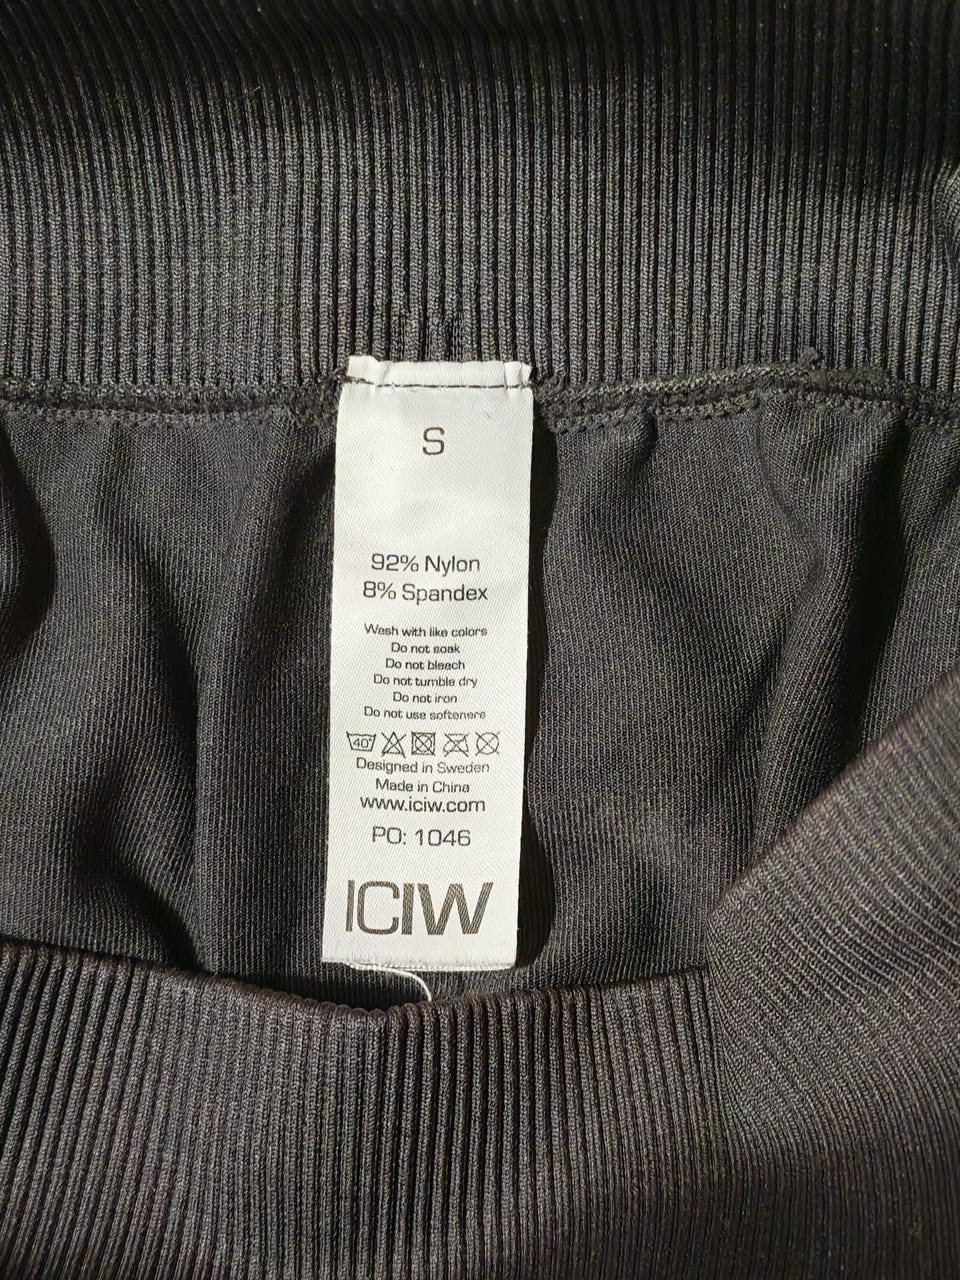 S
92% Nylon
8% Spandex
Wash with like colors
Do not soak
Do not bleach
Do not tumble dry
Do not iron
Do not use softeners
40°
Designed in Sweden
Made in China
www.iciw.com
PO: 1046
ICIW